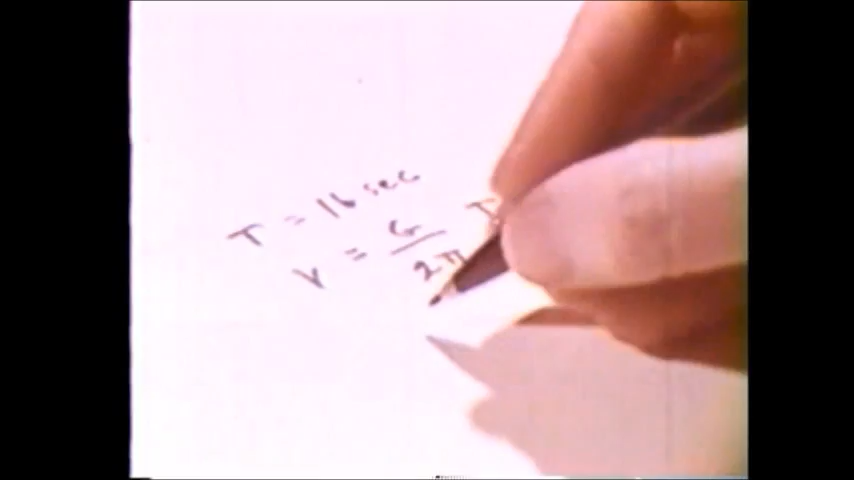 T = 16 sec
V = G/2π T